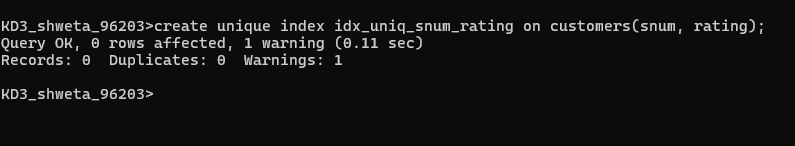 KD3_shweta_96203>create unique index idx_uniq_snum_rating on customers(snum, rating);
Query OK, 0 rows affected, 1 warning (0.11 sec)
Records: 0  Duplicates: 0  Warnings: 1
KD3_shweta_96203>